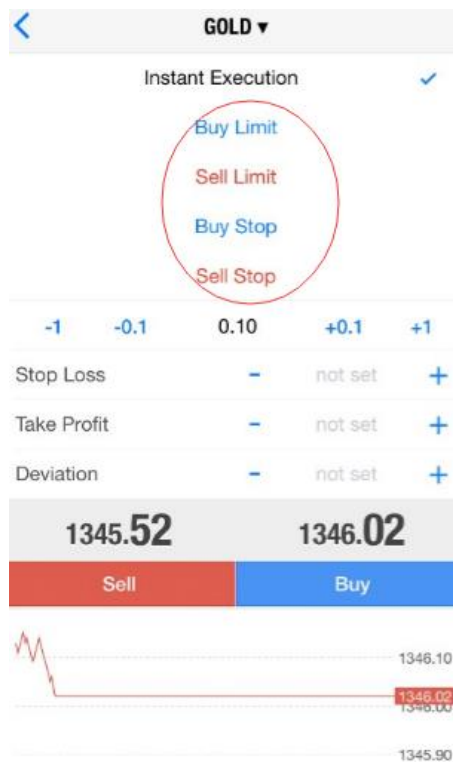 GOLD ▾
Instant Execution ✓
Buy Limit
Sell Limit
Buy Stop
Sell Stop
-1 -0.1 0.10 +0.1 +1
Stop Loss - not set +
Take Profit - not set +
Deviation - not set +
1345.52 1346.02
Sell Buy
1346.10
1346.02
1346.00
1345.90